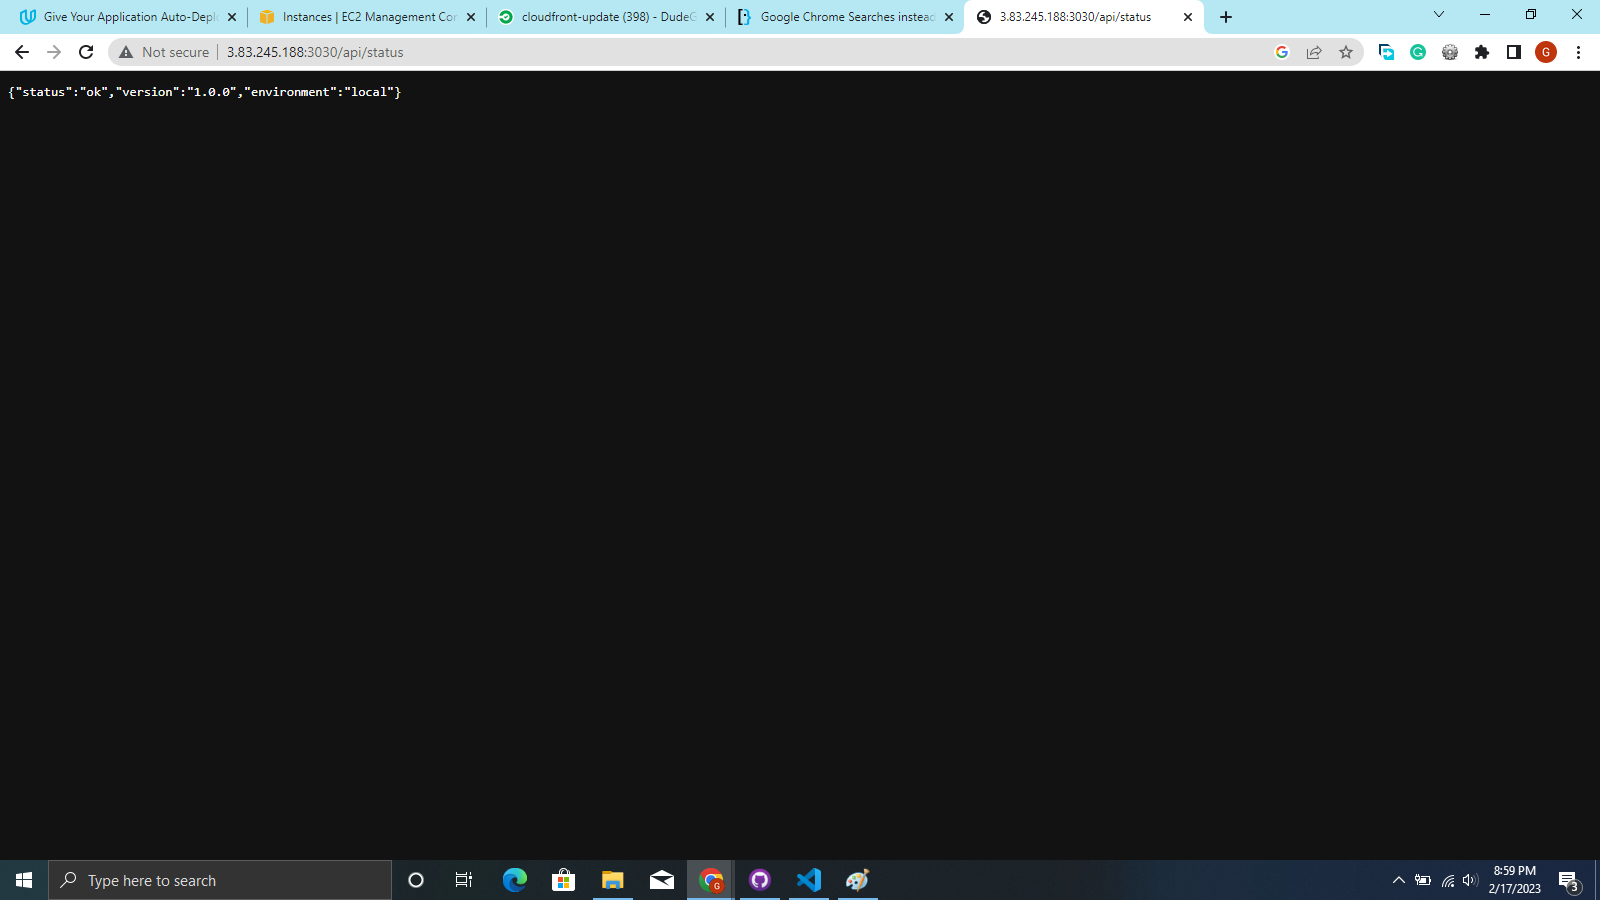 Give Your Application Auto-Depl
Instances | EC2 Management Cor
cloudfront-update (398) - DudeG
Google Chrome Searches instead
3.83.245.188:3030/api/status
Not secure
3.83.245.188:3030/api/status
G
{"status":"ok","version":"1.0.0","environment":"local"}
Type here to search
G
8:59 PM
2/17/2023
3